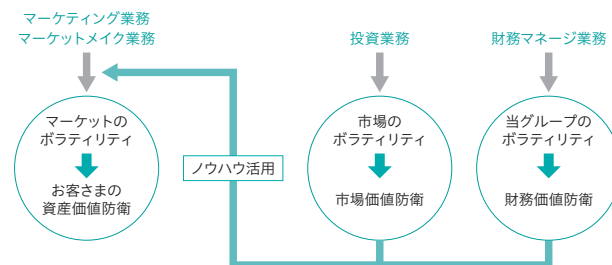 マーケティング業務
マーケットメイク業務
投資業務
財務マネージ業務
マーケットの
ボラティリティ
お客さまの
資産価値防衛
ノウハウ活用
市場の
ボラティリティ
市場価値防衛
当グループの
ボラティリティ
財務価値防衛